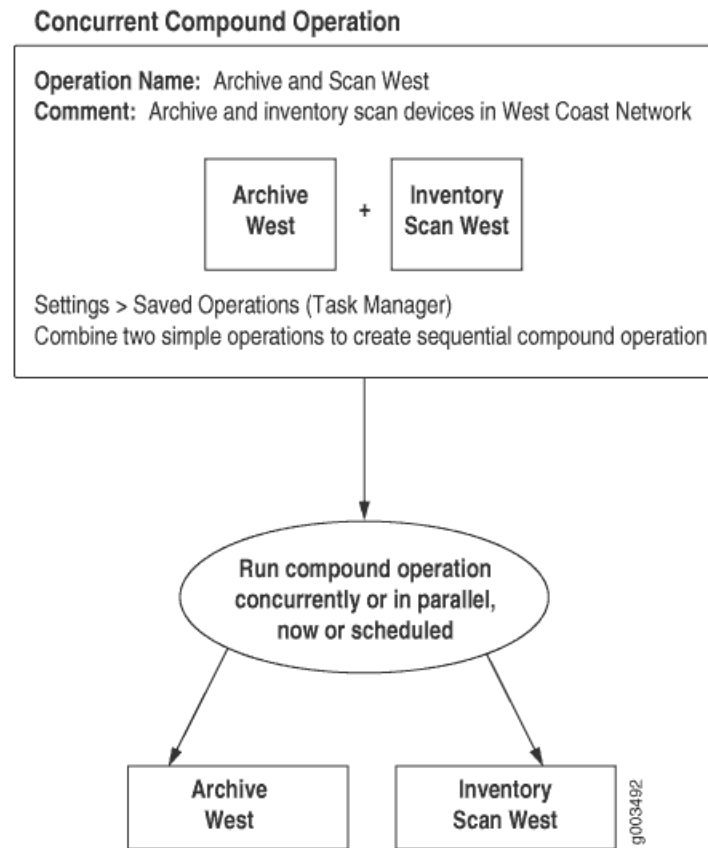 Concurrent Compound Operation
Operation Name: Archive and Scan West
Comment: Archive and inventory scan devices in West Coast Network
Archive
West
+
Inventory
Scan West
Settings > Saved Operations (Task Manager)
Combine two simple operations to create sequential compound operation
Run compound operation
concurrently or in parallel,
now or scheduled
Archive
West
Inventory
Scan West
g003492